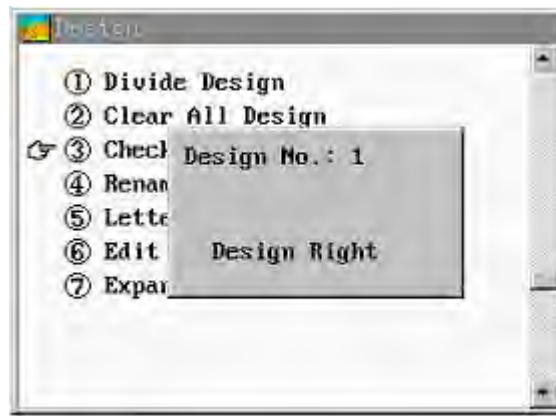 Design
① Divide Design
② Clear All Design
③ Check
④ Renam
⑤ Lette
⑥ Edit
⑦ Expan
Design No.: 1
Design Right